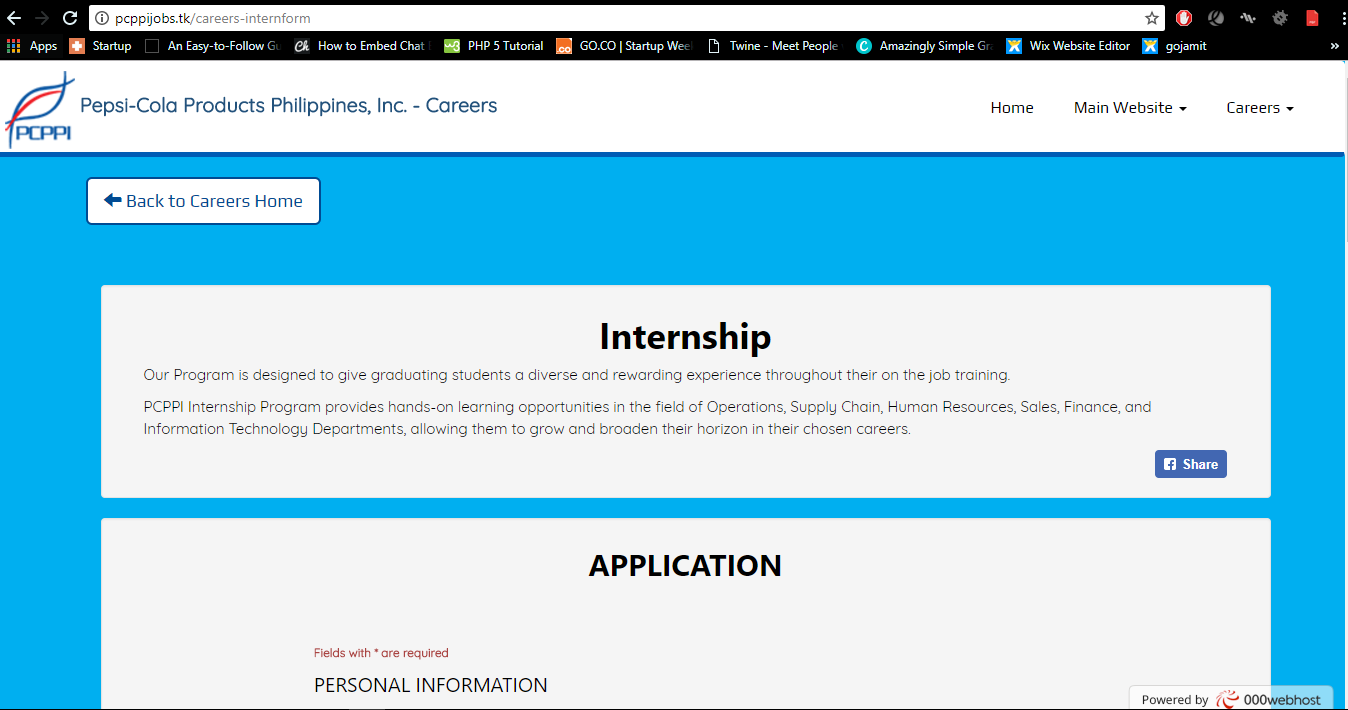 pcppijobs.tk/careers-internform
Apps Startup An Easy-to-Follow Gu How to Embed Chat PHP 5 Tutorial GO.CO | Startup Wee Twine - Meet People Amazingly Simple Gr Wix Website Editor gojamit »
PCPPI
Pepsi-Cola Products Philippines, Inc. - Careers
Home Main Website Careers
Back to Careers Home
Internship
Our Program is designed to give graduating students a diverse and rewarding experience throughout their on the job training.
PCPPI Internship Program provides hands-on learning opportunities in the field of Operations, Supply Chain, Human Resources, Sales, Finance, and
Information Technology Departments, allowing them to grow and broaden their horizon in their chosen careers.
Share
APPLICATION
Fields with * are required
PERSONAL INFORMATION
Powered by 000webhost